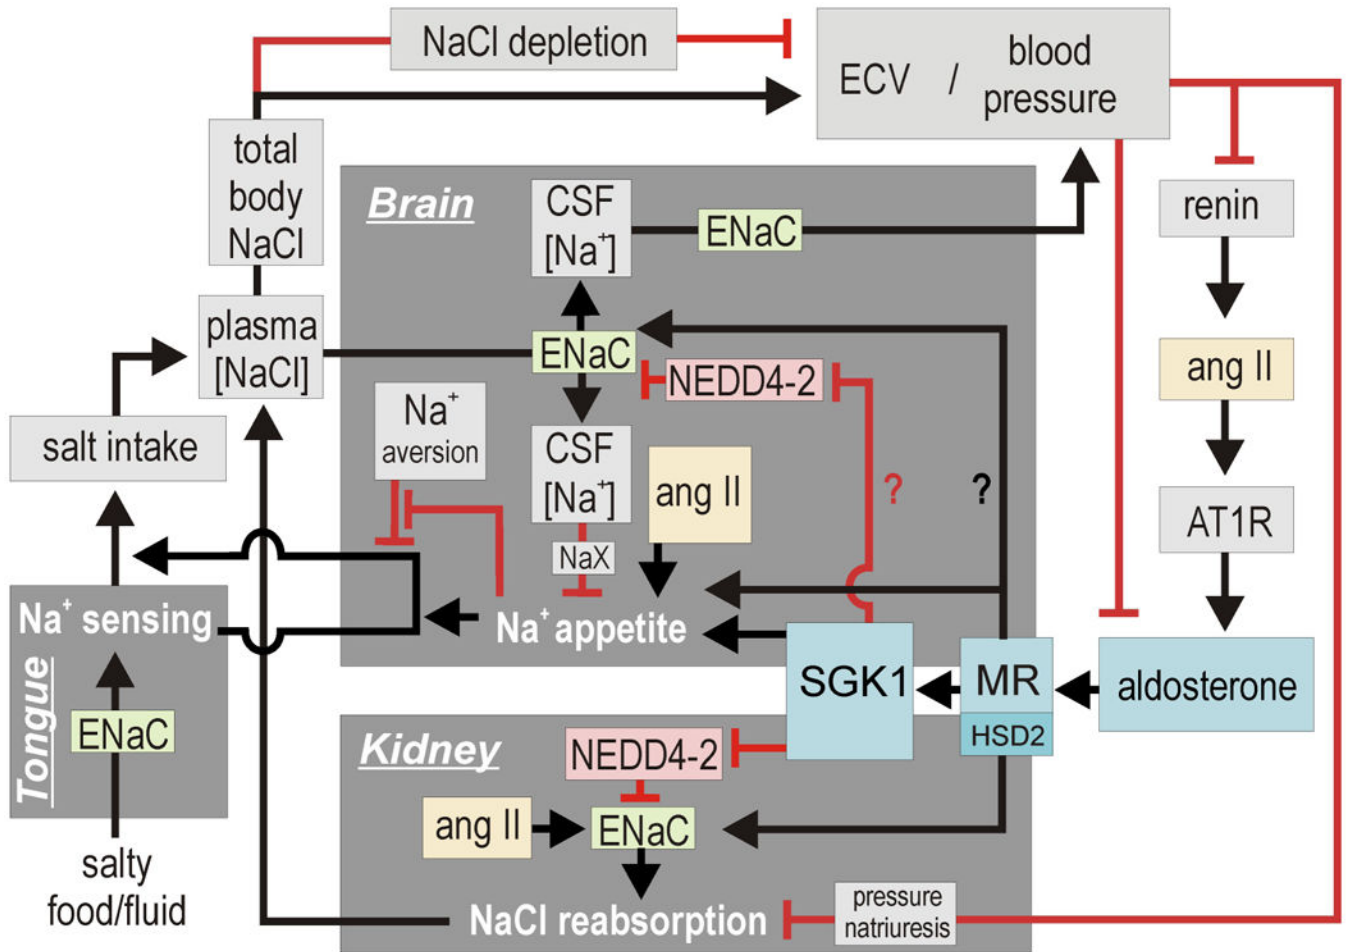 NaCl depletion
ECV / blood
pressure
total
body
NaCl
Brain
CSF
[Na⁺]
ENaC
renin
plasma
[NaCl]
ENaC
NEDD4-2
ang II
Na⁺
aversion
salt intake
CSF
[Na⁺]
ang II
?
?
AT1R
NaX
Na⁺ sensing
Na⁺ appetite
SGK1
MR
HSD2
aldosterone
Tongue
ENaC
Kidney
NEDD4-2
ang II
ENaC
salty
food/fluid
NaCl reabsorption
pressure
natriuresis